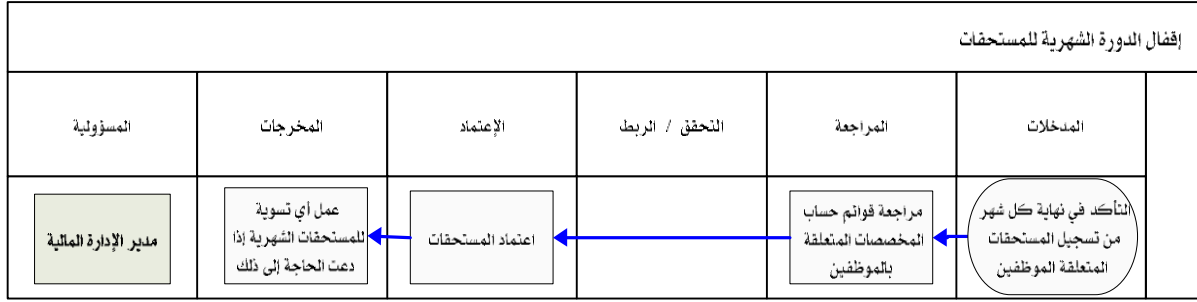 إقفال الدورة الشهرية للمستحقات
المدخلات
المراجعة
التحقق / الربط
الإعتماد
المخرجات
المسؤولية
التأكد في نهاية كل شهر
من تسجيل المستحقات
المتعلقة الموظفين
مراجعة قوائم حساب
المخصصات المتعلقة
بالموظفين
اعتماد المستحقات
عمل أي تسوية
للمستحقات الشهرية إذا
دعت الحاجة إلى ذلك
مدير الإدارة المالية